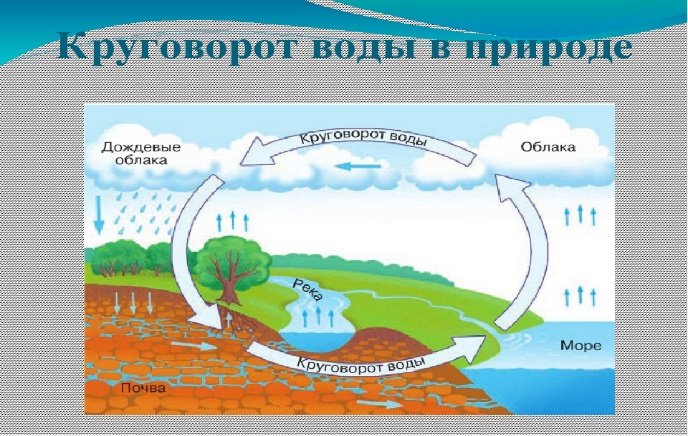 Круговорот воды в природе
Круговорот воды
Дождевые
облака
Облака
Река
Море
Круговорот воды
Почва